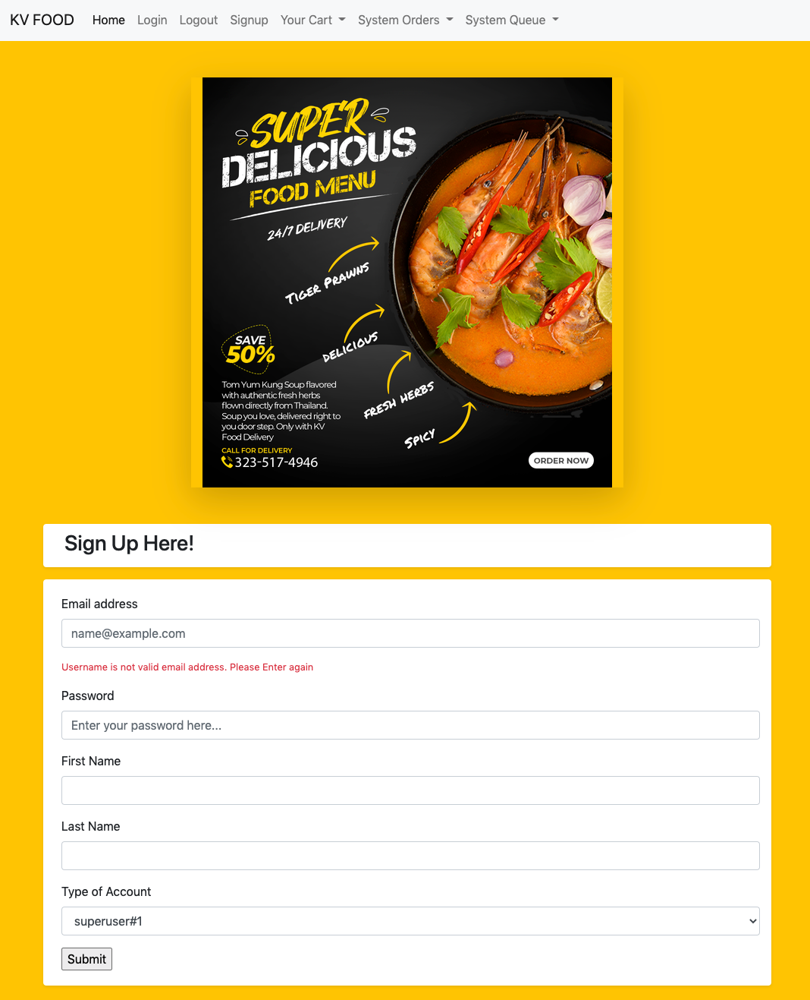 KV FOOD Home Login Logout Signup Your Cart System Orders System Queue
SUPER
DELICIOUS
FOOD MENU
24/7 DELIVERY
TIGER PRAWNS
DELICIOUS
FRESH HERBS
SPICY
SAVE
50%
Tom Yum Kung Soup flavored
with authentic fresh herbs
flown directly from Thailand.
Soup you love, delivered right to
you door step. Only with KV
Food Delivery
CALL FOR DELIVERY
323-517-4946
ORDER NOW
Sign Up Here!
Email address
name@example.com
Username is not valid email address. Please Enter again
Password
Enter your password here...
First Name
Last Name
Type of Account
superuser#1
Submit